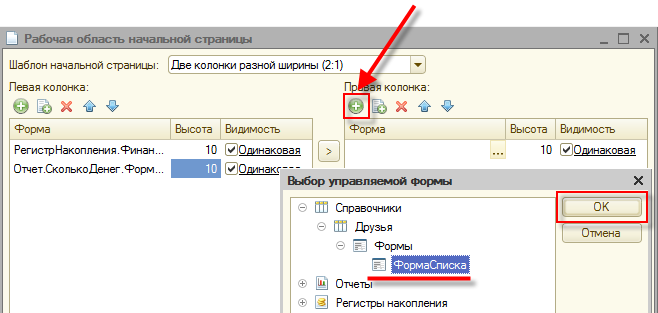 Рабочая область начальной страницы
Шаблон начальной страницы: Две колонки разной ширины (2:1)
Левая колонка: Правая колонка:
Форма Высота Видимость Форма Высота Видимость
РегистрНакопления.Финан... 10 Одинаковая > ... 10 Одинаковая
Отчет.СколькоДенег.Форм... 10 Одинаковая
Выбор управляемой формы
Справочники OK
Друзья Отмена
Формы
ФормаСписка
Отчеты
Регистры накопления